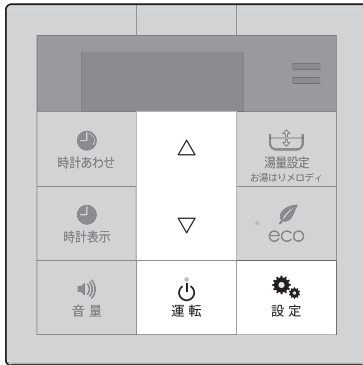 時計あわせ
湯量設定
お湯はりメロディ
時計表示
eco
音量
運転
設定